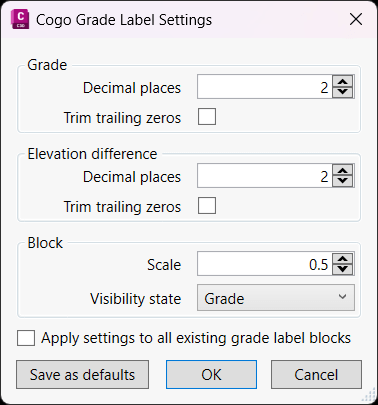 C
C3D
Cogo Grade Label Settings
Grade
Decimal places 2
Trim trailing zeros
Elevation difference
Decimal places 2
Trim trailing zeros
Block
Scale 0.5
Visibility state Grade
Apply settings to all existing grade label blocks
Save as defaults OK Cancel